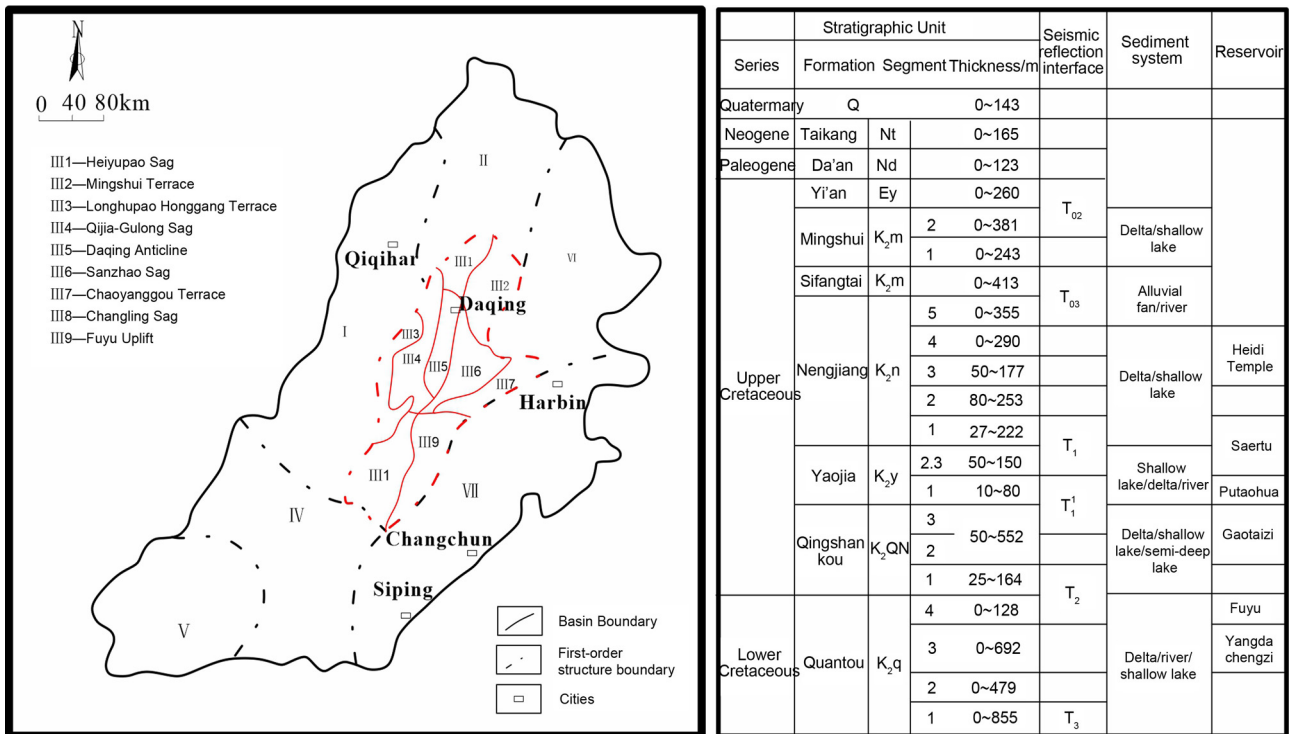 N
0 40 80km
Ⅲ1—Heiyupao Sag
Ⅲ2—Mingshui Terrace
Ⅲ3—Longhupao Honggang Terrace
Ⅲ4—Qijia-Gulong Sag
Ⅲ5—Daqing Anticline
Ⅲ6—Sanzhao Sag
Ⅲ7—Chaoyanggou Terrace
Ⅲ8—Changling Sag
Ⅲ9—Fuyu Uplift
Ⅱ
Qiqihar
Ⅲ1
Ⅵ
Ⅲ2
Daqing
Ⅰ
Ⅲ3
Ⅲ4
Ⅲ5
Ⅲ6
Ⅲ7
Harbin
Ⅲ9
Ⅲ1
Ⅶ
Ⅳ
Changchun
Siping
Ⅴ
Basin Boundary
First-order
structure boundary
Cities
Stratigraphic Unit
Series
Formation Segment Thickness/m
Seismic
reflection
interface
Sediment
system
Reservoir
Quatermary Q 0~143
Neogene Taikang Nt 0~165
Paleogene Da'an Nd 0~123
Yi'an Ey 0~260
T02
Mingshui K2m
2 0~381
1 0~243
Delta/shallow
lake
Sifangtai K2m 0~413
T03
Alluvial
fan/river
Upper
Cretaceous
Nengjiang K2n
5 0~355
4 0~290
3 50~177
2 80~253
1 27~222
Delta/shallow
lake
Heidi
Temple
T1
Saertu
Yaojia K2y
2.3 50~150
1 10~80
Shallow
lake/delta/river
Putaohua
T11
Qingshan
kou
K2QN
3
2
50~552
1 25~164
Delta/shallow
lake/semi-deep
lake
Gaotaizi
T2
Lower
Cretaceous
Quantou K2q
4 0~128
3 0~692
2 0~479
1 0~855
T3
Delta/river/
shallow lake
Fuyu
Yangda
chengzi